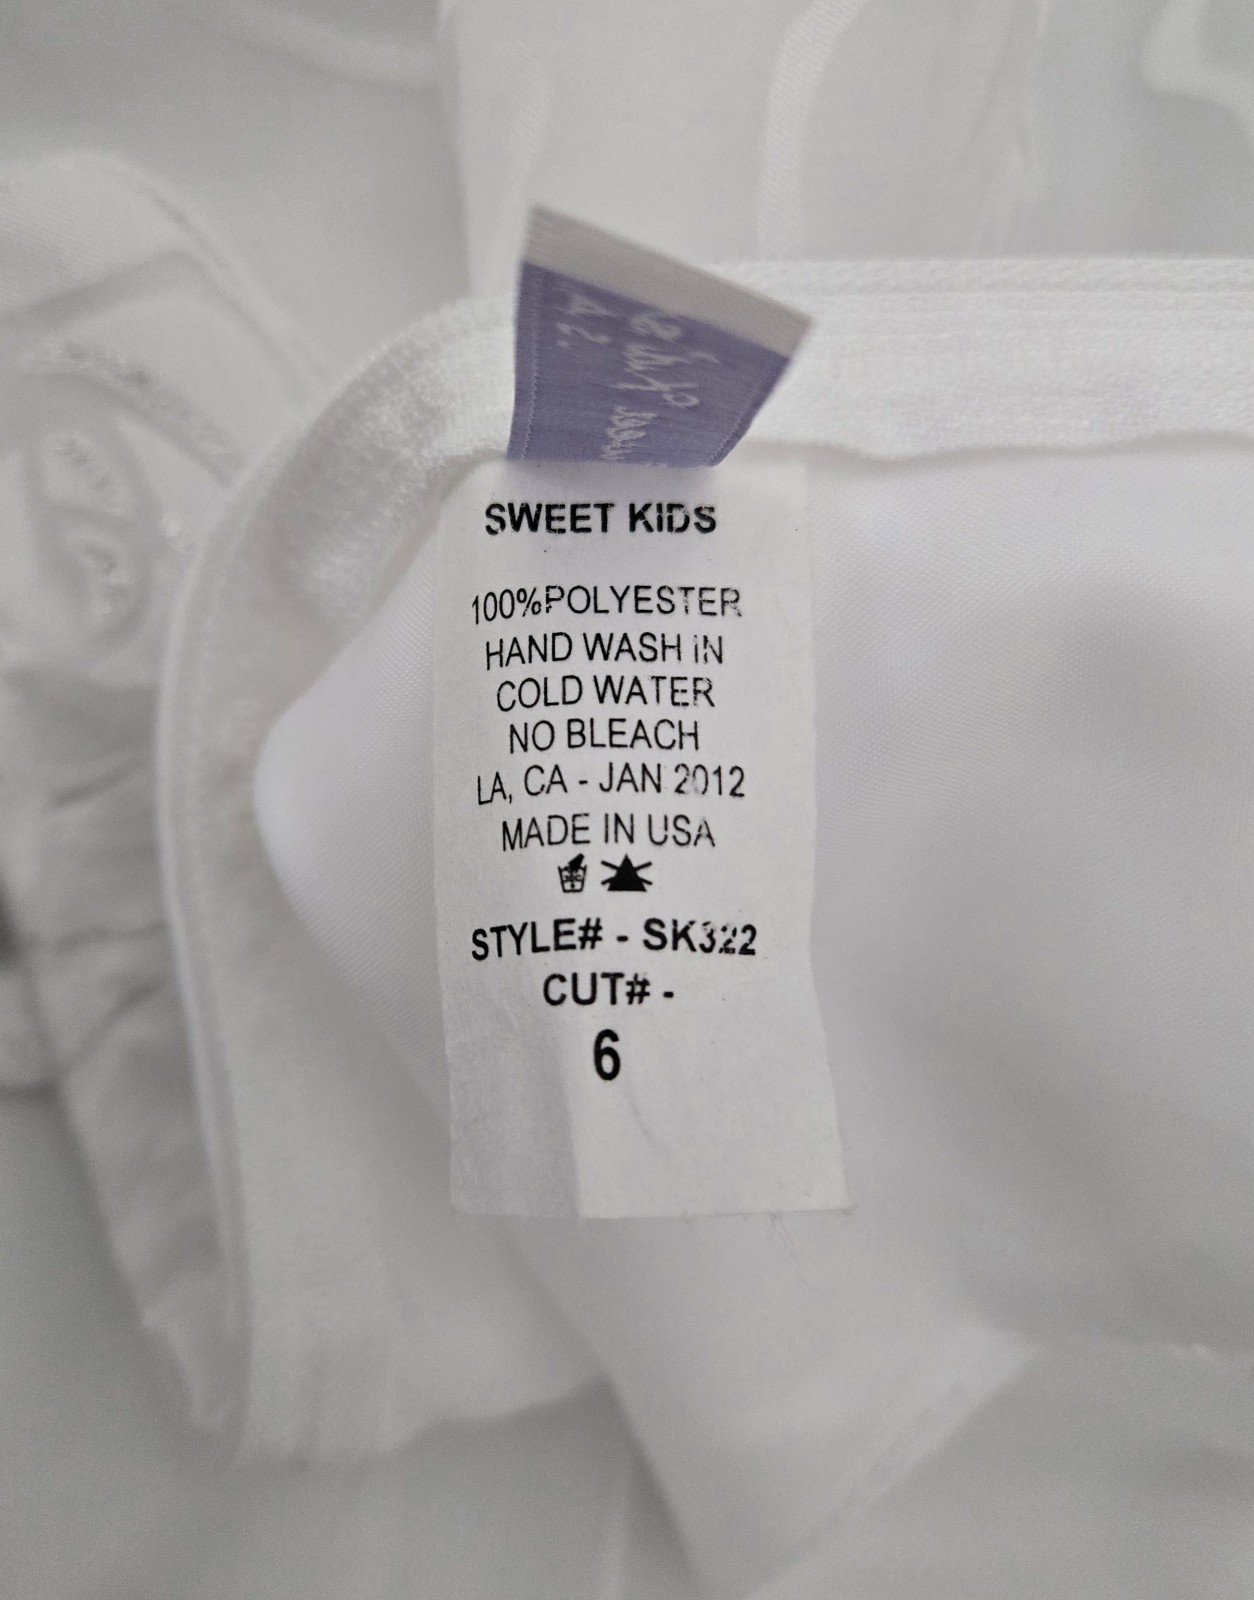 SWEET KIDS
100%POLYESTER
HAND WASH IN
COLD WATER
NO BLEACH
LA, CA - JAN 2012
MADE IN USA
STYLE# - SK322
CUT# -
6